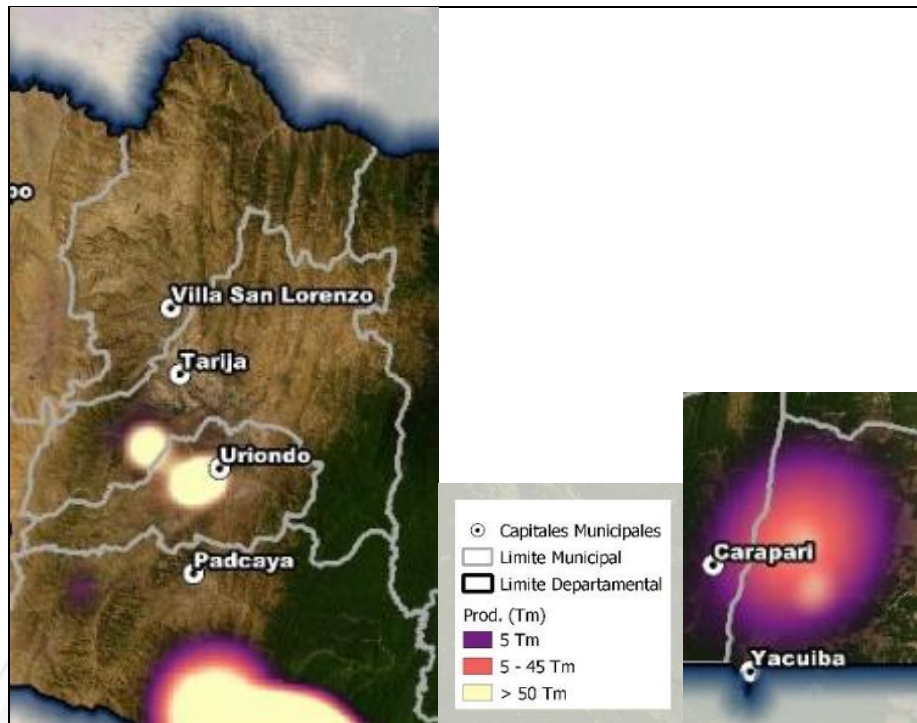 po
Villa San Lorenzo
Tarija
Uriondo
Padcaya
Capitales Municipales
Limite Municipal
Limite Departamental
Prod. (Tm)
5 Tm
5 - 45 Tm
> 50 Tm
Carapari
Yacuiba